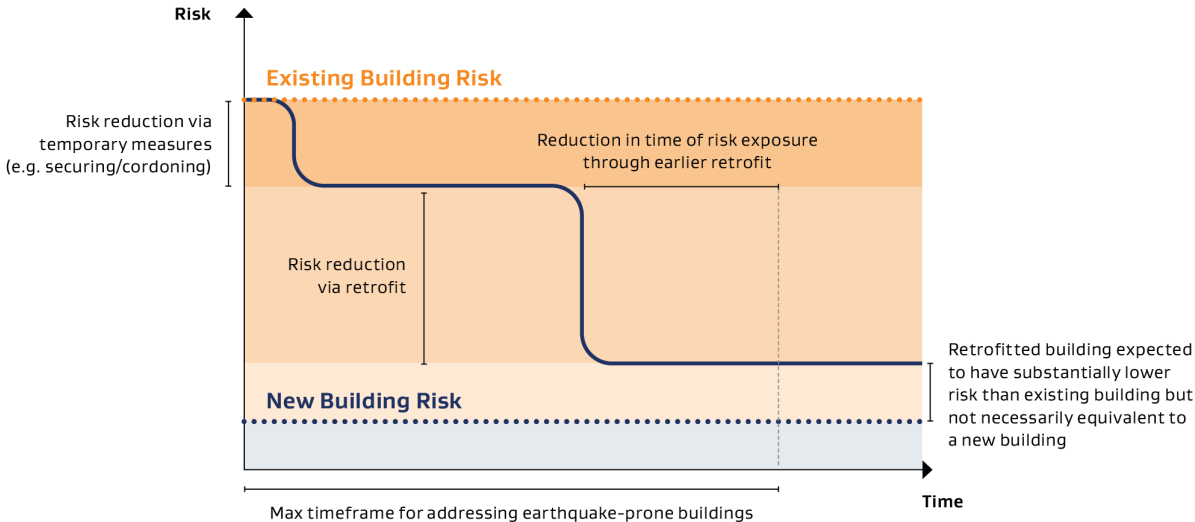 Risk
Existing Building Risk
Risk reduction via
temporary measures
(e.g. securing/cordoning)
Reduction in time of risk exposure
through earlier retrofit
Risk reduction
via retrofit
Retrofitted building expected
to have substantially lower
risk than existing building but
not necessarily equivalent to
a new building
New Building Risk
Time
Max timeframe for addressing earthquake-prone buildings